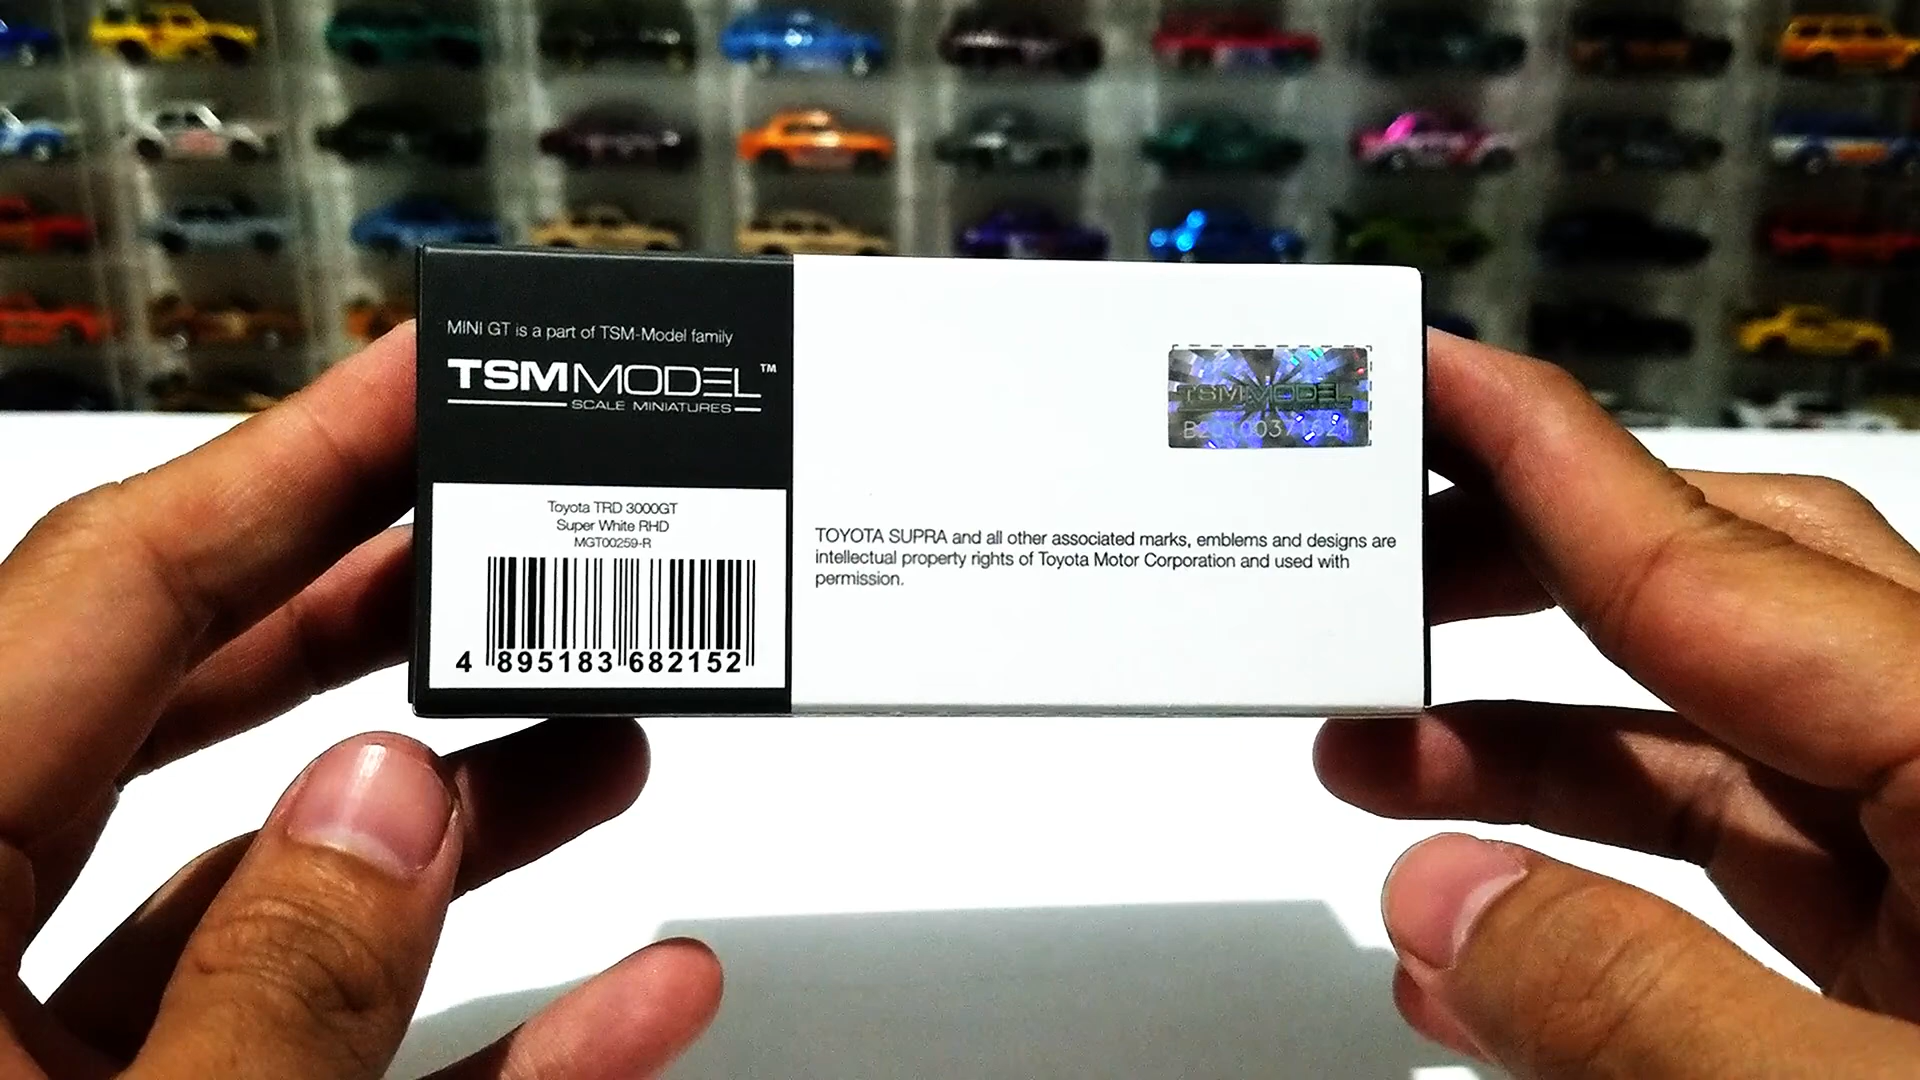 MINI GT is a part of TSM-Model family
TSMMODEL™
SCALE MINIATURES
Toyota TRD 3000GT
Super White RHD
MGT00259-R
4 895183 682152
TSMMODEL
B20100371621
TOYOTA SUPRA and all other associated marks, emblems and designs are
intellectual property rights of Toyota Motor Corporation and used with
permission.